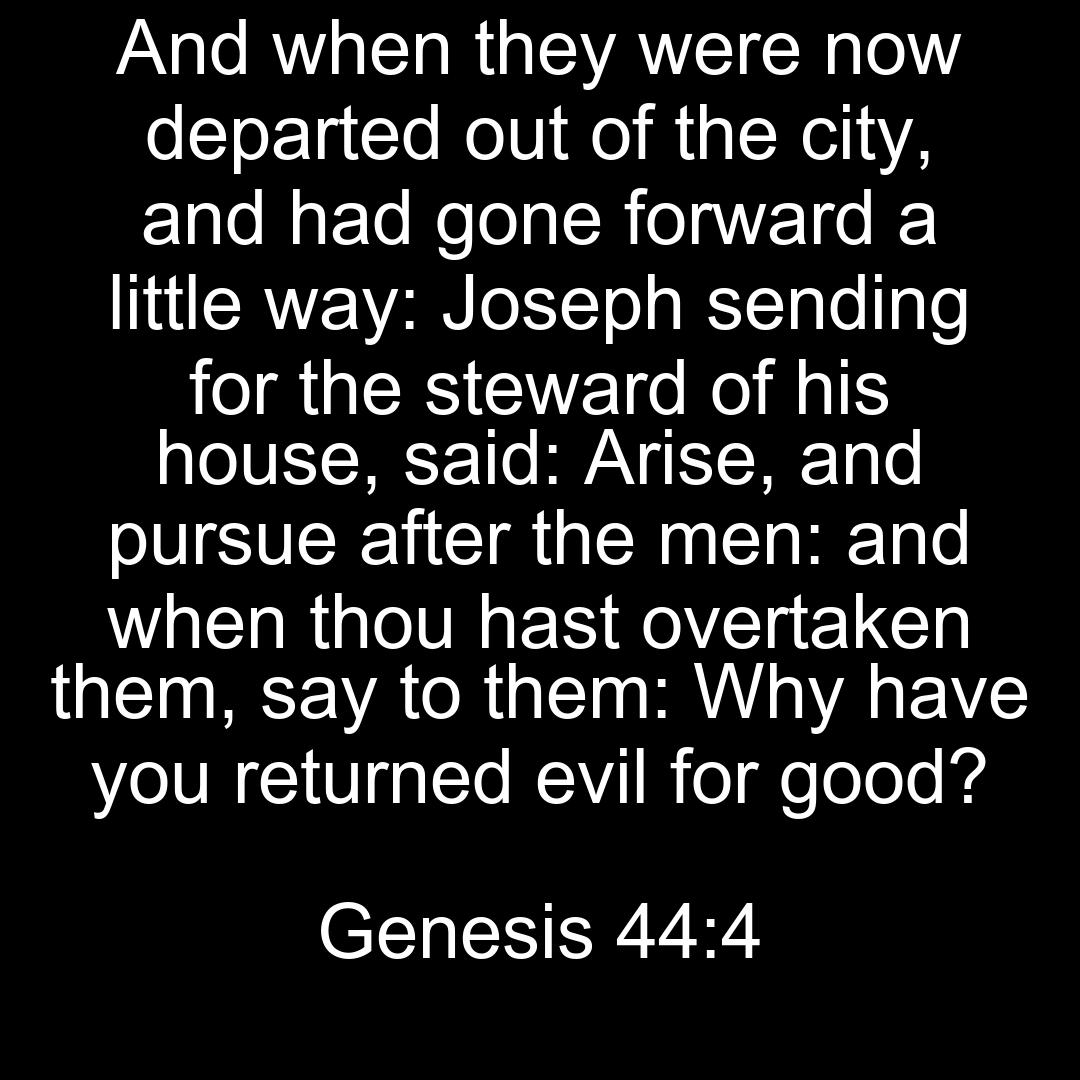 And when they were now
departed out of the city,
and had gone forward a
little way: Joseph sending
for the steward of his
house, said: Arise, and
pursue after the men: and
when thou hast overtaken
them, say to them: Why have
you returned evil for good?
Genesis 44:4